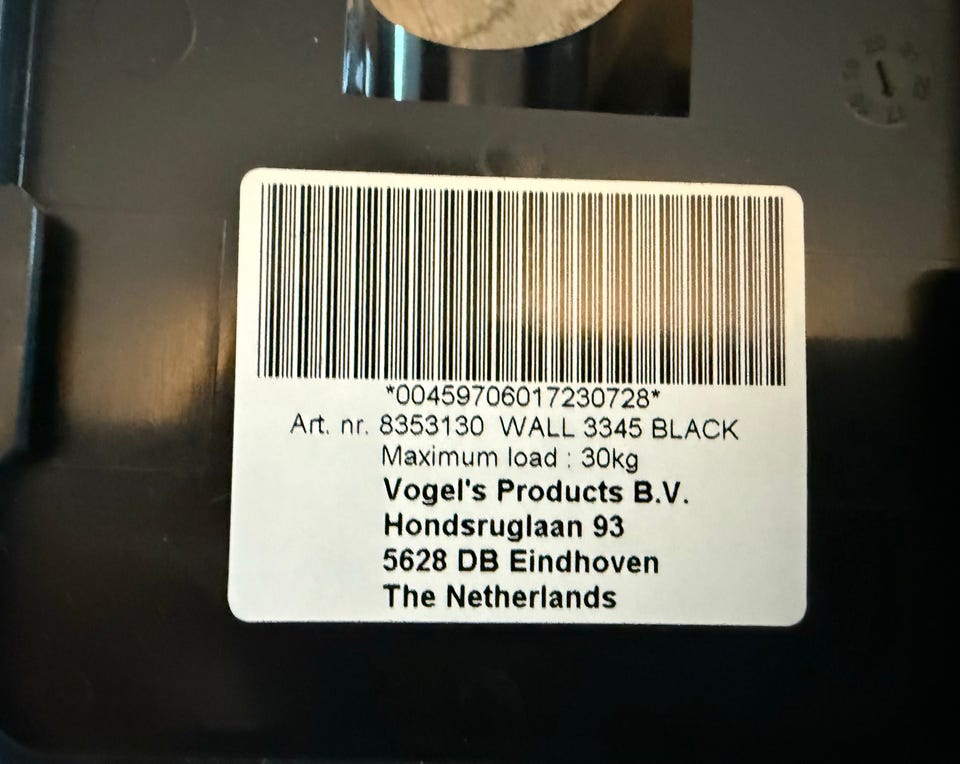 *00459706017230728*
Art. nr. 8353130 WALL 3345 BLACK
Maximum load : 30kg
Vogel's Products B.V.
Hondsruglaan 93
5628 DB Eindhoven
The Netherlands